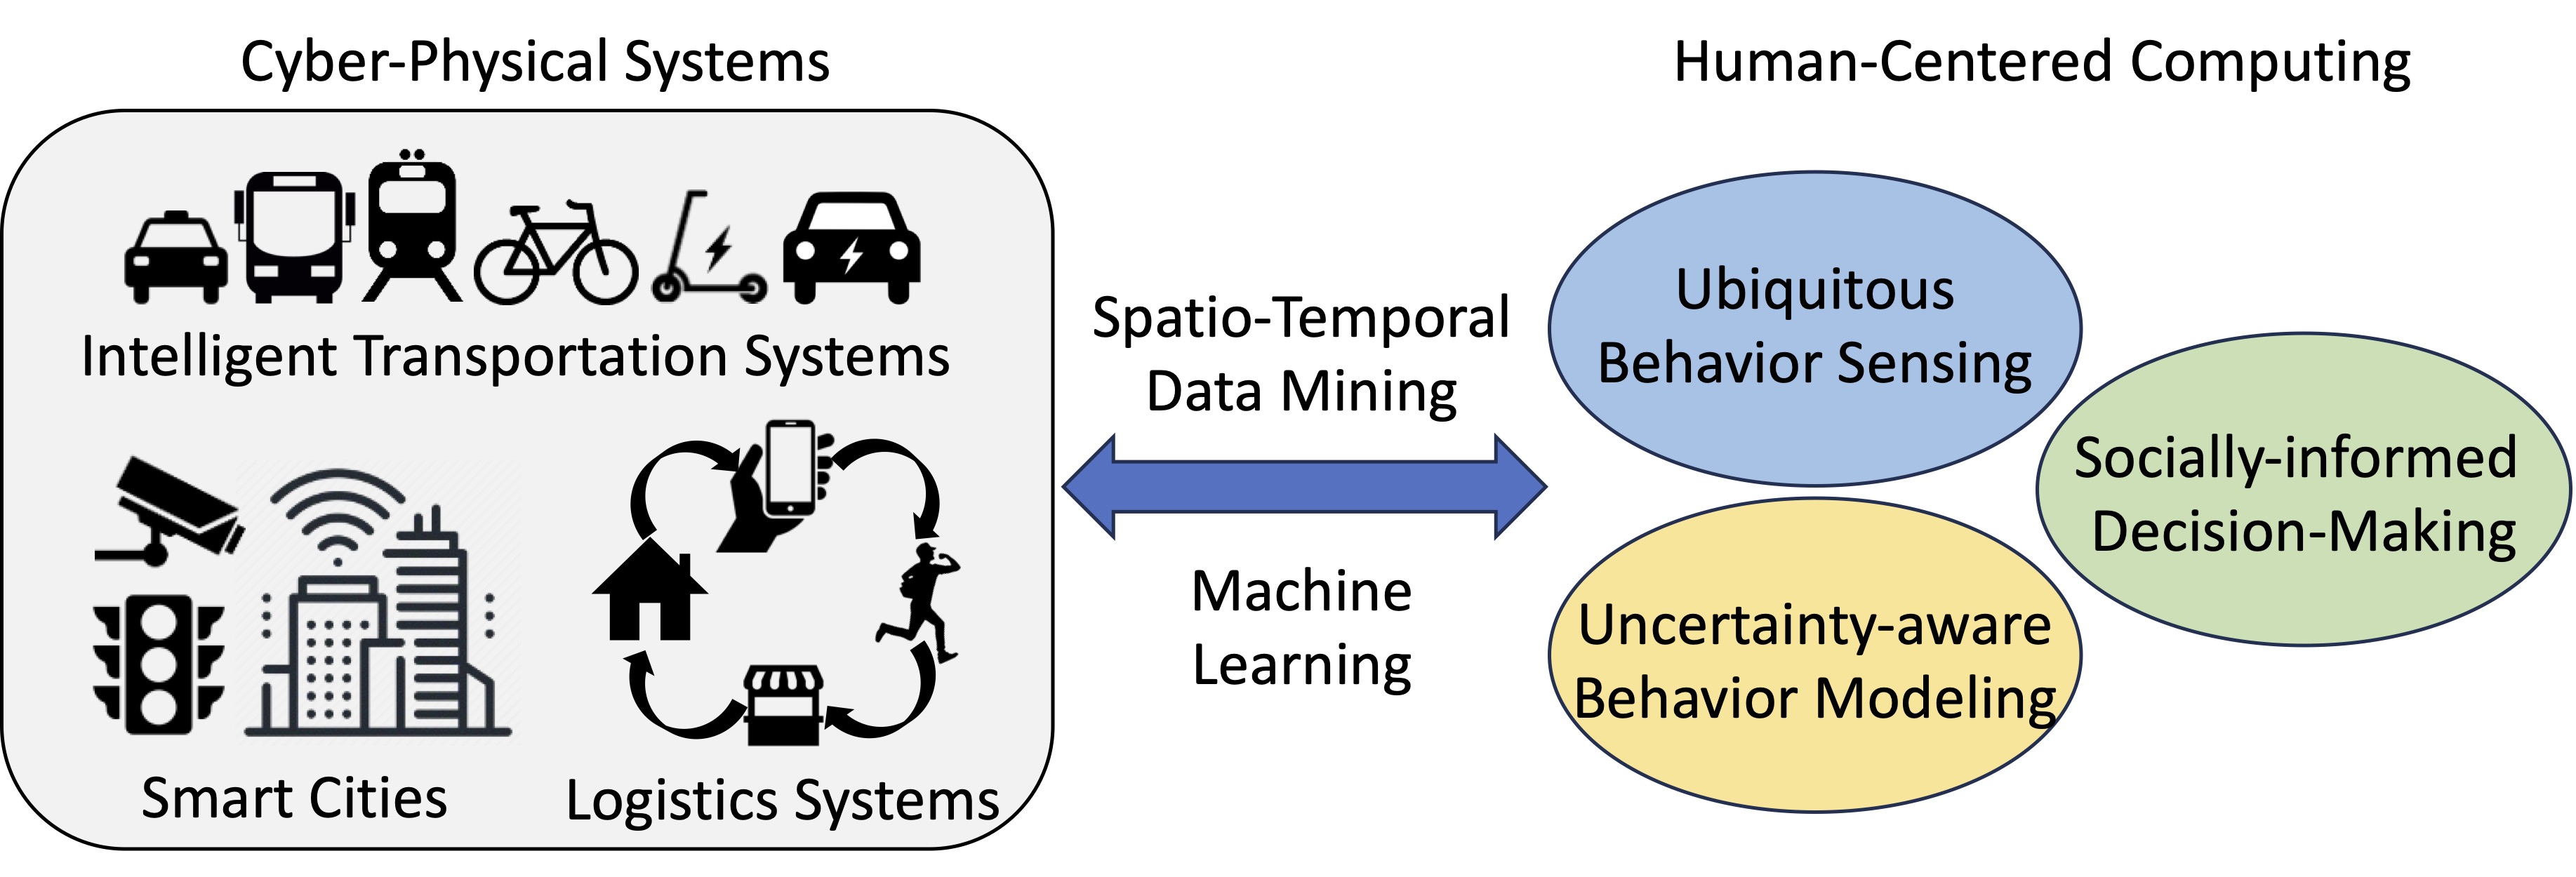 Cyber-Physical Systems
Intelligent Transportation Systems
Smart Cities
Logistics Systems
Spatio-Temporal
Data Mining
Machine
Learning
Human-Centered Computing
Ubiquitous
Behavior Sensing
Socially-informed
Decision-Making
Uncertainty-aware
Behavior Modeling